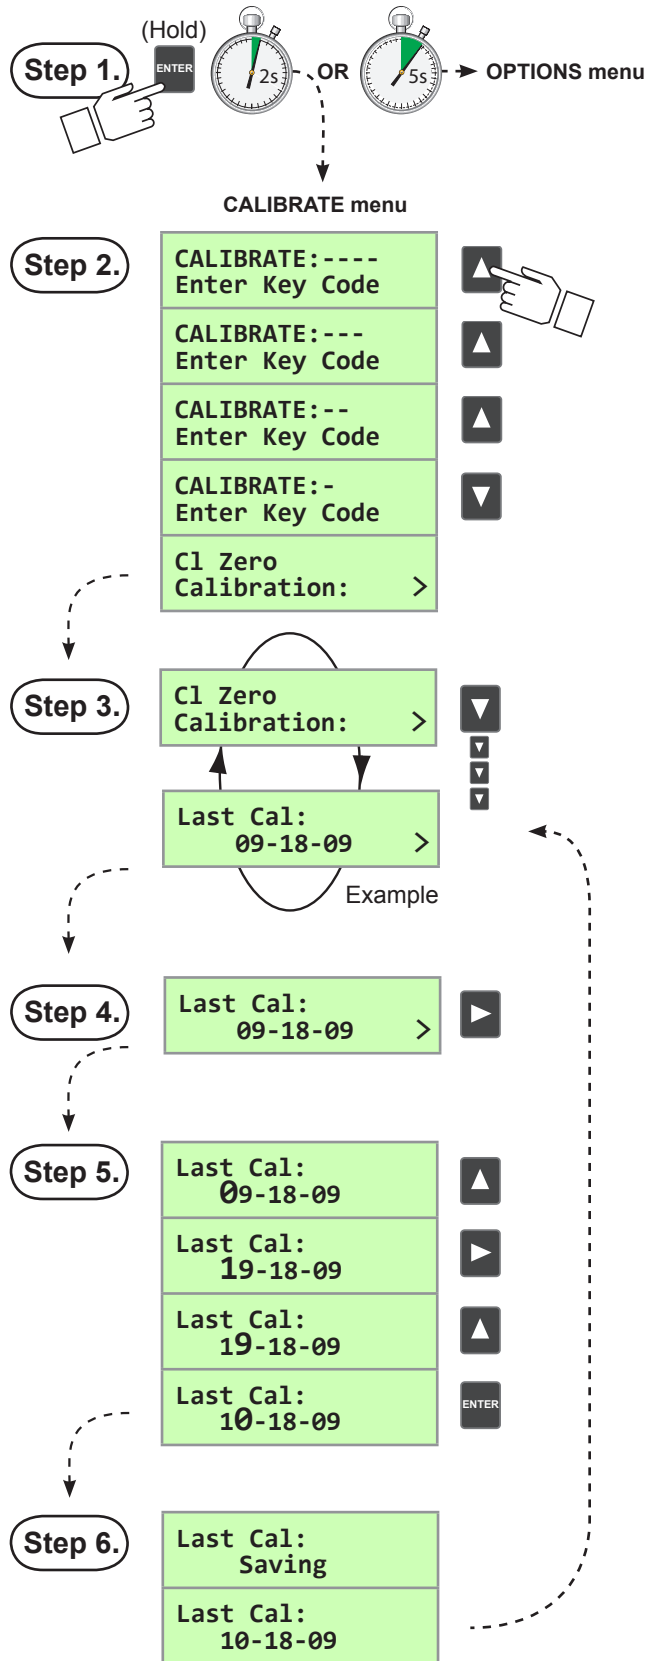 (Hold)
Step 1.
ENTER
2s
OR
5s
OPTIONS menu
CALIBRATE menu
Step 2.
CALIBRATE:----
Enter Key Code
CALIBRATE:---
Enter Key Code
CALIBRATE:--
Enter Key Code
CALIBRATE:-
Enter Key Code
Cl Zero
Calibration: >
Step 3.
Cl Zero
Calibration: >
Last Cal:
09-18-09 >
Example
Step 4.
Last Cal:
09-18-09 >
Step 5.
Last Cal:
09-18-09
Last Cal:
19-18-09
Last Cal:
19-18-09
Last Cal:
10-18-09
ENTER
Step 6.
Last Cal:
Saving
Last Cal:
10-18-09